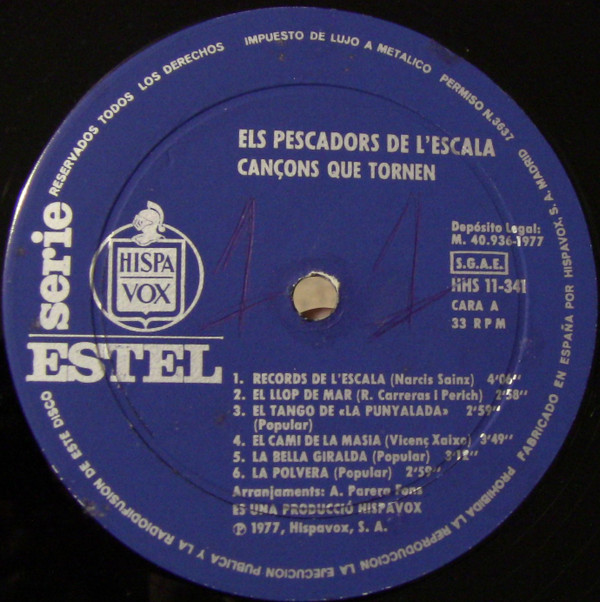 RESERVADOS TODOS LOS DERECHOS IMPUESTO DE LUJO A METALICO PERMISO N.3637
ELS PESCADORS DE L'ESCALA
CANÇONS QUE TORNEN
serie
ESTEL
HISPA
VOX
Depósito Legal:
M. 40.936-1977
S.G.A.E.
HHS 11-341
CARA A
33 RPM
1. RECORDS DE L'ESCALA (Narcis Sainz) 4'06''
2. EL LLOP DE MAR (R. Carreras i Perich) 2'58''
3. EL TANGO DE «LA PUNYALADA» 2'59''
(Popular)
4. EL CAMI DE LA MASIA (Vicenç Xaixo) 3'49''
5. LA BELLA GIRALDA (Popular) 3'12''
6. LA POLVERA (Popular) 2'59''
Arranjaments: A. Parera Fons
ES UNA PRODUCCIÓ HISPAVOX
℗ 1977, Hispavox, S. A.
FABRICADO EN ESPAÑA POR HISPAVOX, S. A. MADRID
PROHIBIDA LA REPRODUCCION LA EJECUCION PUBLICA Y LA RADIODIFUSION DE ESTE DISCO